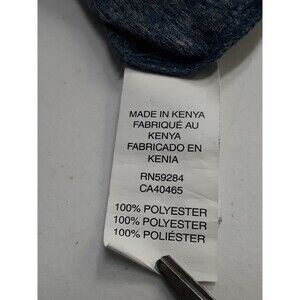 MADE IN KENYA
FABRIQUÉ AU
KENYA
FABRICADO EN
KENIA
RN59284
CA40465
100% POLYESTER
100% POLYESTER
100% POLIÉSTER